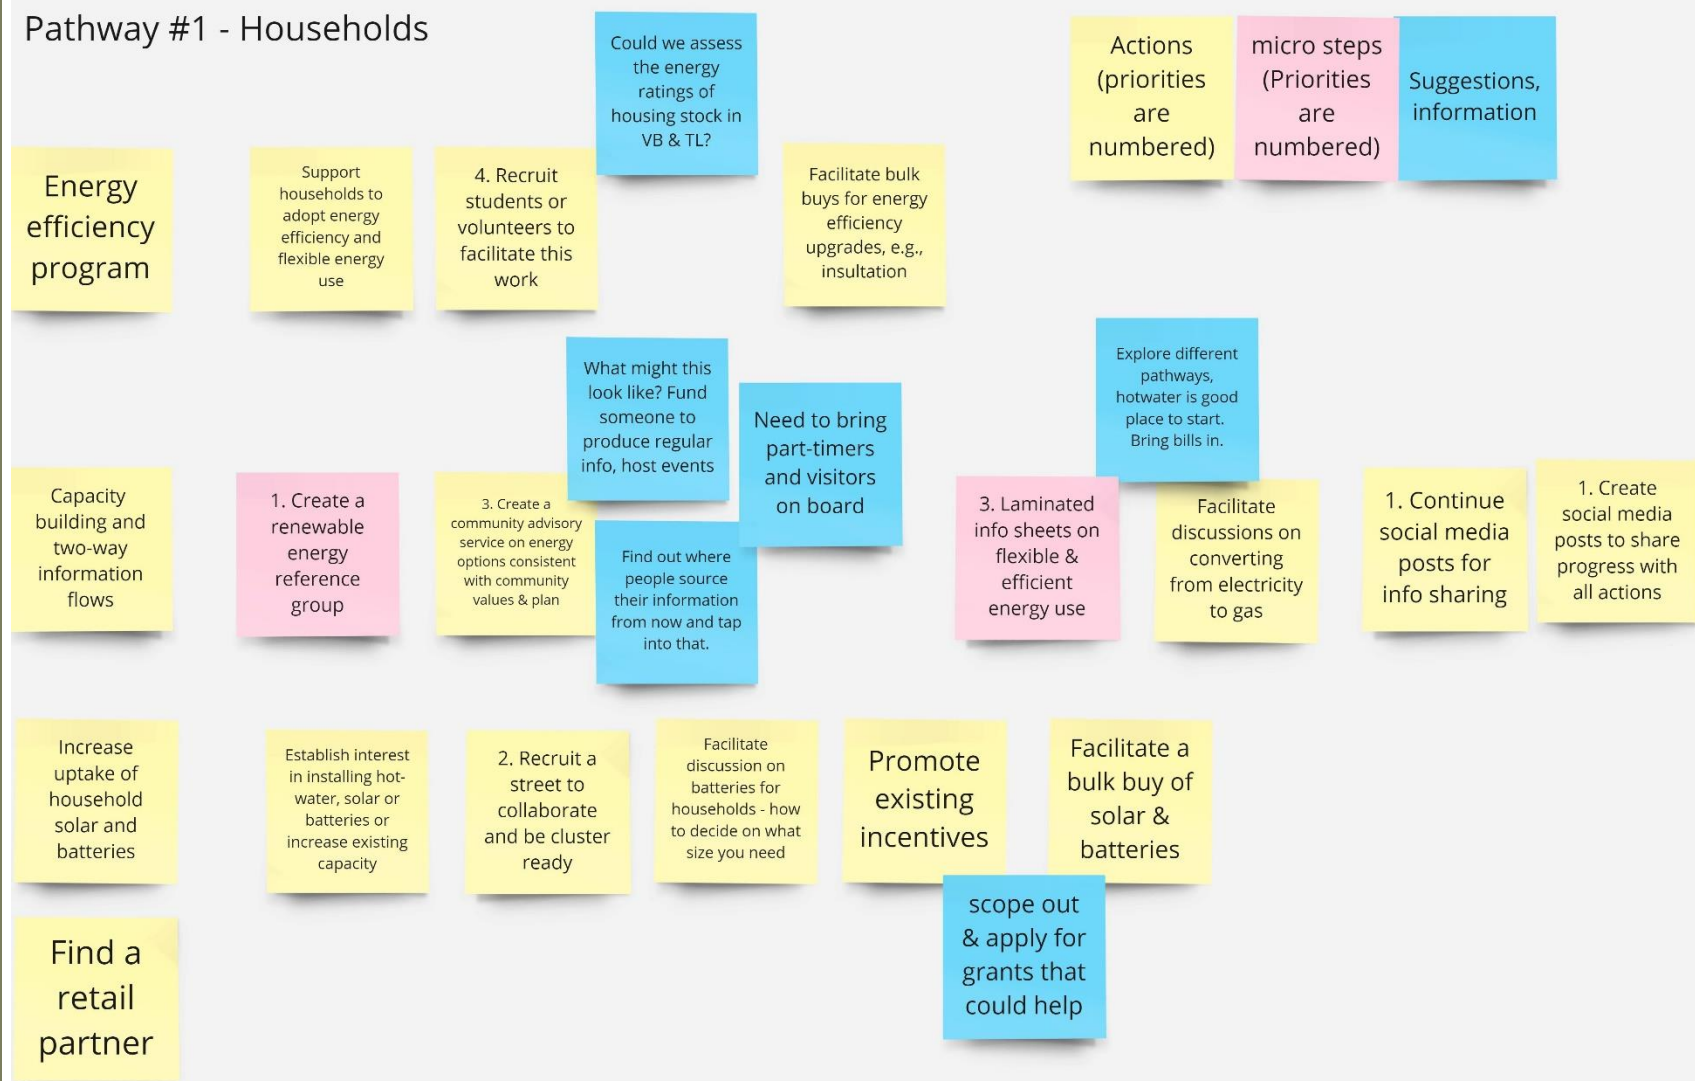 Pathway #1 - Households
Could we assess
the energy
ratings of
housing stock in
VB & TL?
Actions
(priorities
are
numbered)
micro steps
(Priorities
are
numbered)
Suggestions,
information
Energy
efficiency
program
Support
households to
adopt energy
efficiency and
flexible energy
use
4. Recruit
students or
volunteers to
facilitate this
work
Facilitate bulk
buys for energy
efficiency
upgrades, e.g.,
insultation
What might this
look like? Fund
someone to
produce regular
info, host events
Need to bring
part-timers
and visitors
on board
Explore different
pathways,
hotwater is good
place to start.
Bring bills in.
Capacity
building and
two-way
information
flows
1. Create a
renewable
energy
reference
group
3. Create a
community advisory
service on energy
options consistent
with community
values & plan
Find out where
people source
their information
from now and tap
into that.
3. Laminated
info sheets on
flexible &
efficient
energy use
Facilitate
discussions on
converting
from electricity
to gas
1. Continue
social media
posts for
info sharing
1. Create
social media
posts to share
progress with
all actions
Increase
uptake of
household
solar and
batteries
Establish interest
in installing hot-
water, solar or
batteries or
increase existing
capacity
2. Recruit a
street to
collaborate
and be cluster
ready
Facilitate
discussion on
batteries for
households - how
to decide on what
size you need
Promote
existing
incentives
Facilitate a
bulk buy of
solar &
batteries
scope out
& apply for
grants that
could help
Find a
retail
partner